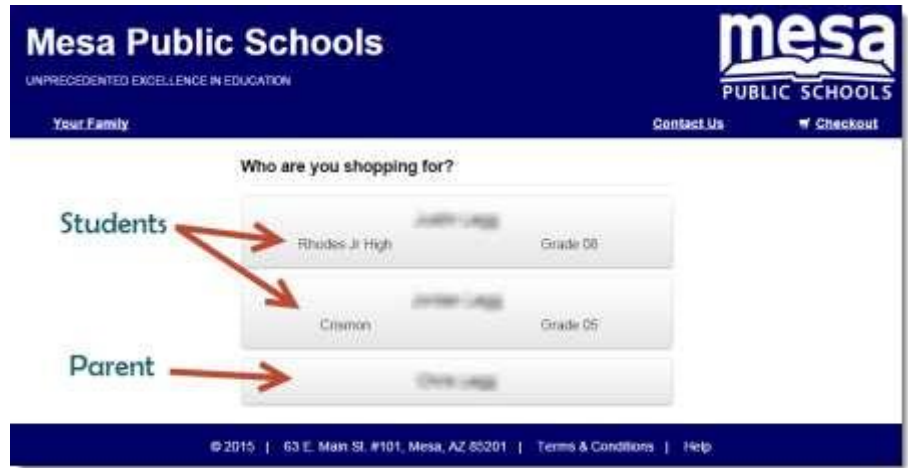 Mesa Public Schools
UNPRECEDENTED EXCELLENCE IN EDUCATION
mesa
PUBLIC SCHOOLS
Your Family
Contact Us
Checkout
Who are you shopping for?
Students
Rhodes Jr High
Grade 08
Crismon
Grade 05
Parent
© 2015 | 63 E. Main St. #101, Mesa, AZ 85201 | Terms & Conditions | Help